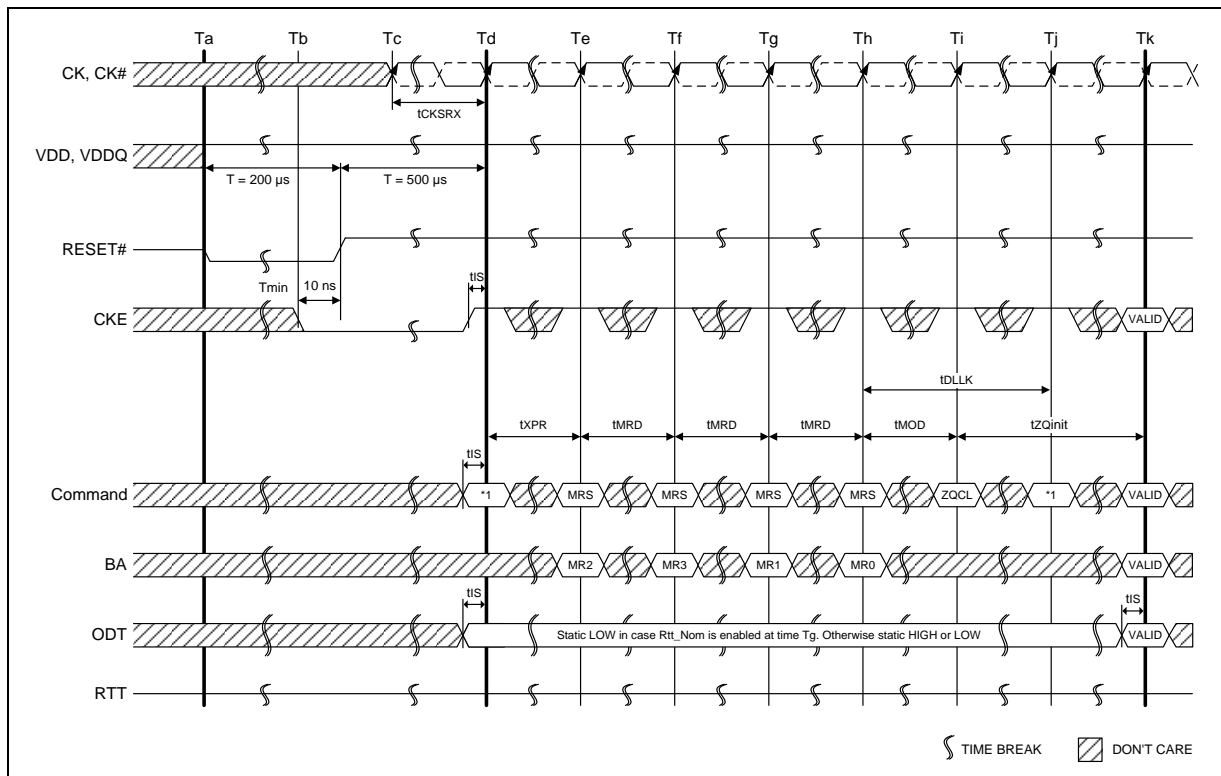 Ta Tb Tc Td Te Tf Tg Th Ti Tj Tk
CK, CK#
tCKSRX
VDD, VDDQ
T = 200 µs T = 500 µs
RESET#
Tmin 10 ns tIS
CKE VALID
tDLLK
tXPR tMRD tMRD tMRD tMOD tZQinit
tIS
Command *1 MRS MRS MRS MRS ZQCL *1 VALID
BA MR2 MR3 MR1 MR0 VALID
tIS tIS
ODT Static LOW in case Rtt_Nom is enabled at time Tg. Otherwise static HIGH or LOW VALID
RTT
TIME BREAK DON'T CARE